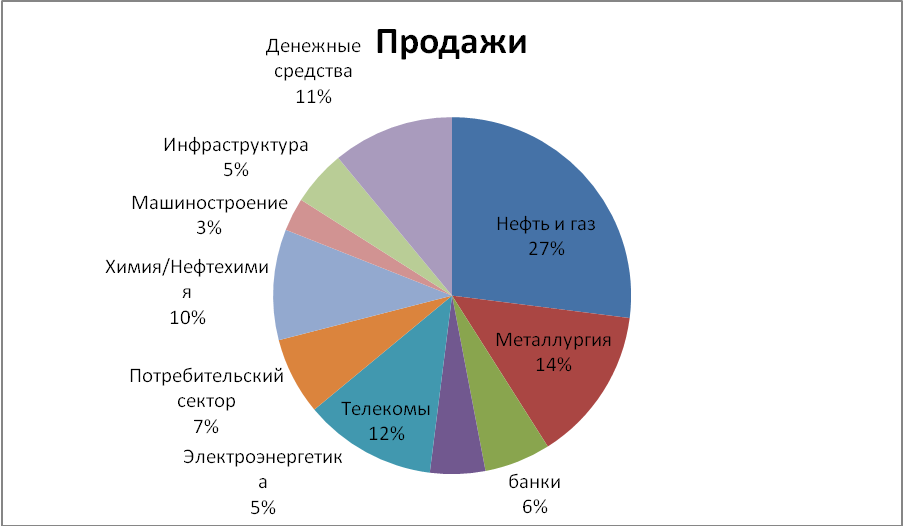 Продажи
Денежные
средства
11%
Инфраструктура
5%
Машиностроение
3%
Химия/Нефтехими
я
10%
Потребительский
сектор
7%
Электроэнергетик
а
5%
Телекомы
12%
Нефть и газ
27%
Металлургия
14%
банки
6%